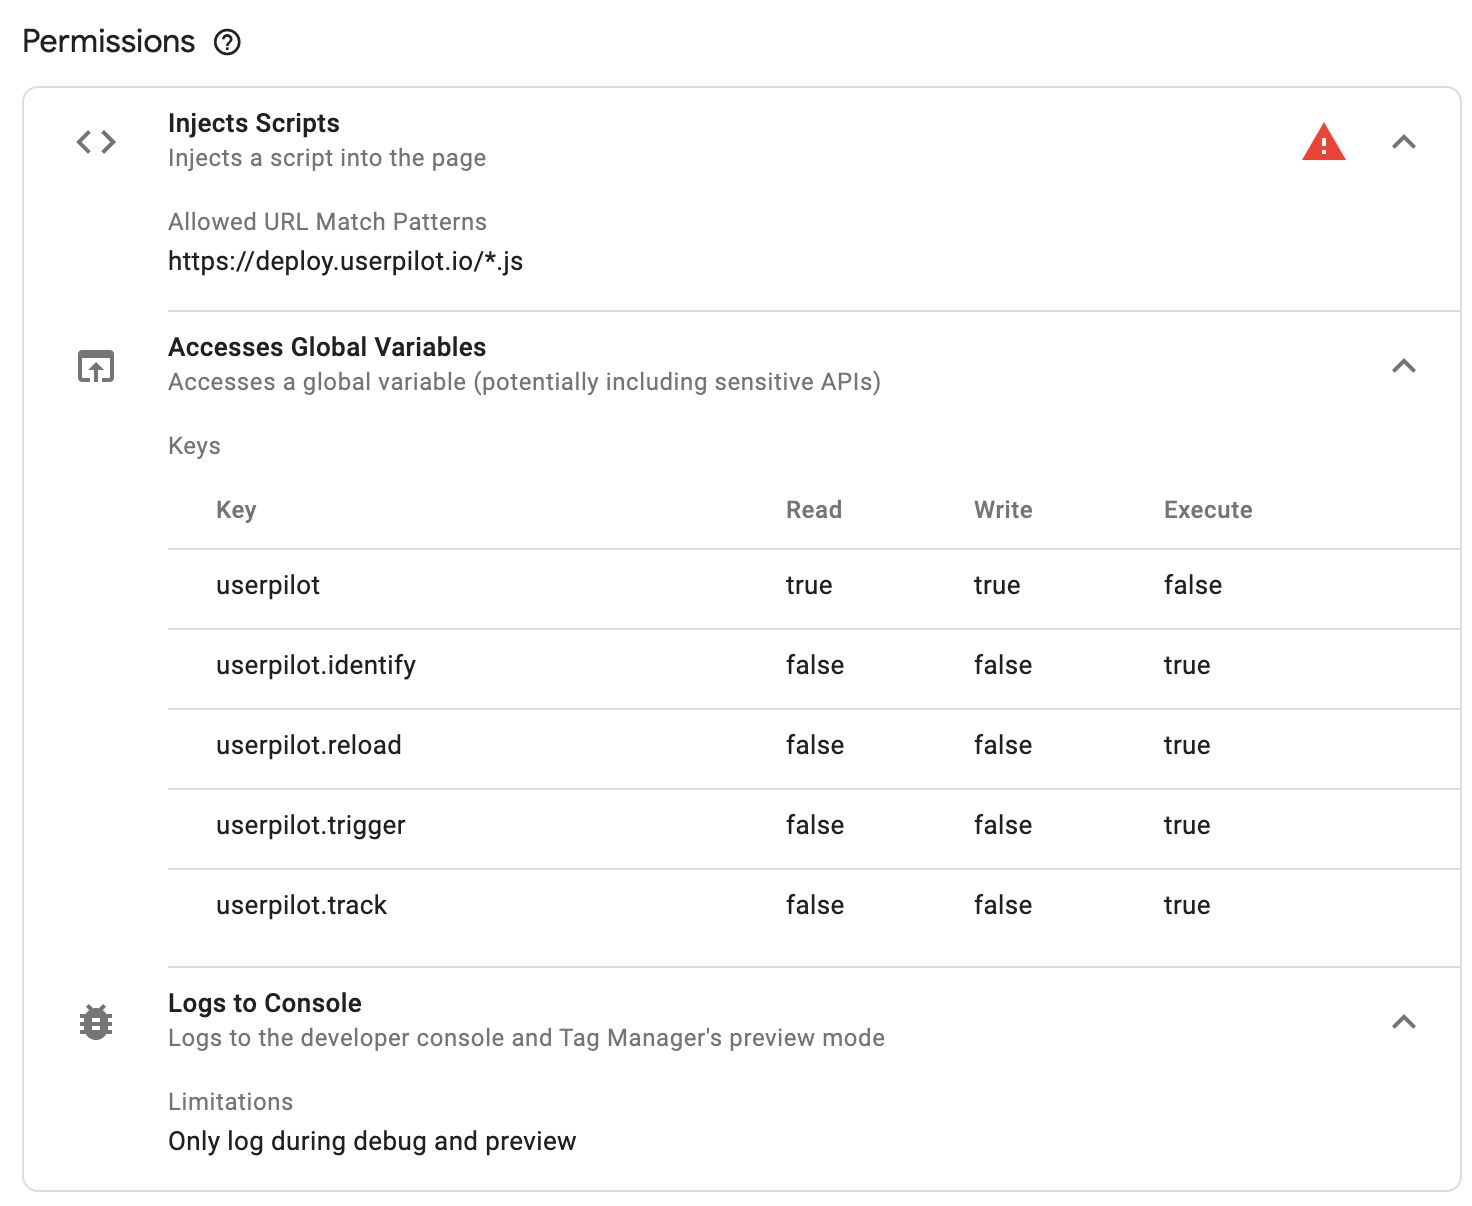 Permissions
Injects Scripts
Injects a script into the page
Allowed URL Match Patterns
https://deploy.userpilot.io/*.js
Accesses Global Variables
Accesses a global variable (potentially including sensitive APIs)
Keys
Key Read Write Execute
userpilot true true false
userpilot.identify false false true
userpilot.reload false false true
userpilot.trigger false false true
userpilot.track false false true
Logs to Console
Logs to the developer console and Tag Manager's preview mode
Limitations
Only log during debug and preview